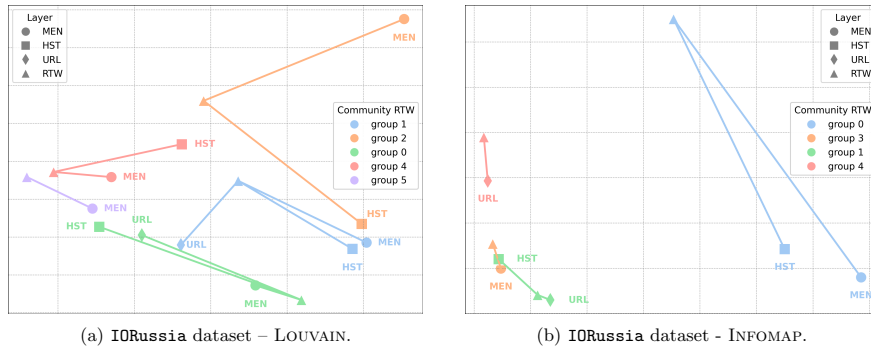 Layer
MEN
HST
URL
RTW
MEN
Community RTW
group 1
group 2
group 0
group 4
group 5
HST
MEN
MEN
HST
URL
URL
HST
MEN
HST
MEN
(a) IORussia dataset – LOUVAIN.
Layer
MEN
HST
URL
RTW
Community RTW
group 0
group 3
group 1
group 4
URL
HST
MEN
URL
HST
MEN
(b) IORussia dataset - INFOMAP.